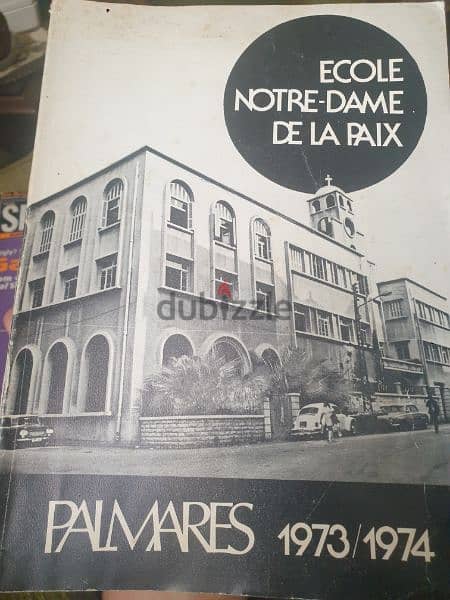 ECOLE
NOTRE-DAME
DE LA PAIX
dubizzle
PALMARES 1973/1974